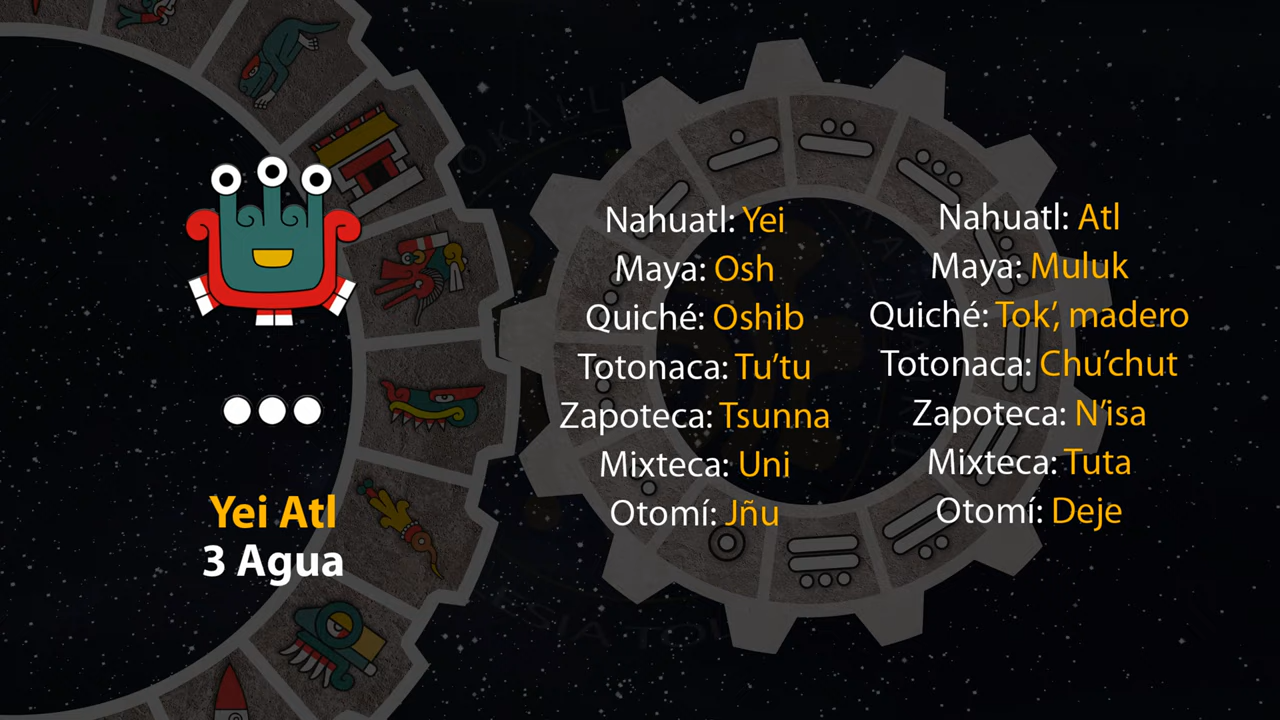 Yei Atl
3 Agua
Nahuatl: Yei
Maya: Osh
Quiché: Oshib
Totonaca: Tu’tu
Zapoteca: Tsunna
Mixteca: Uni
Otomí: Jñu
Nahuatl: Atl
Maya: Muluk
Quiché: Tok’, madero
Totonaca: Chu’chut
Zapoteca: N’isa
Mixteca: Tuta
Otomí: Deje